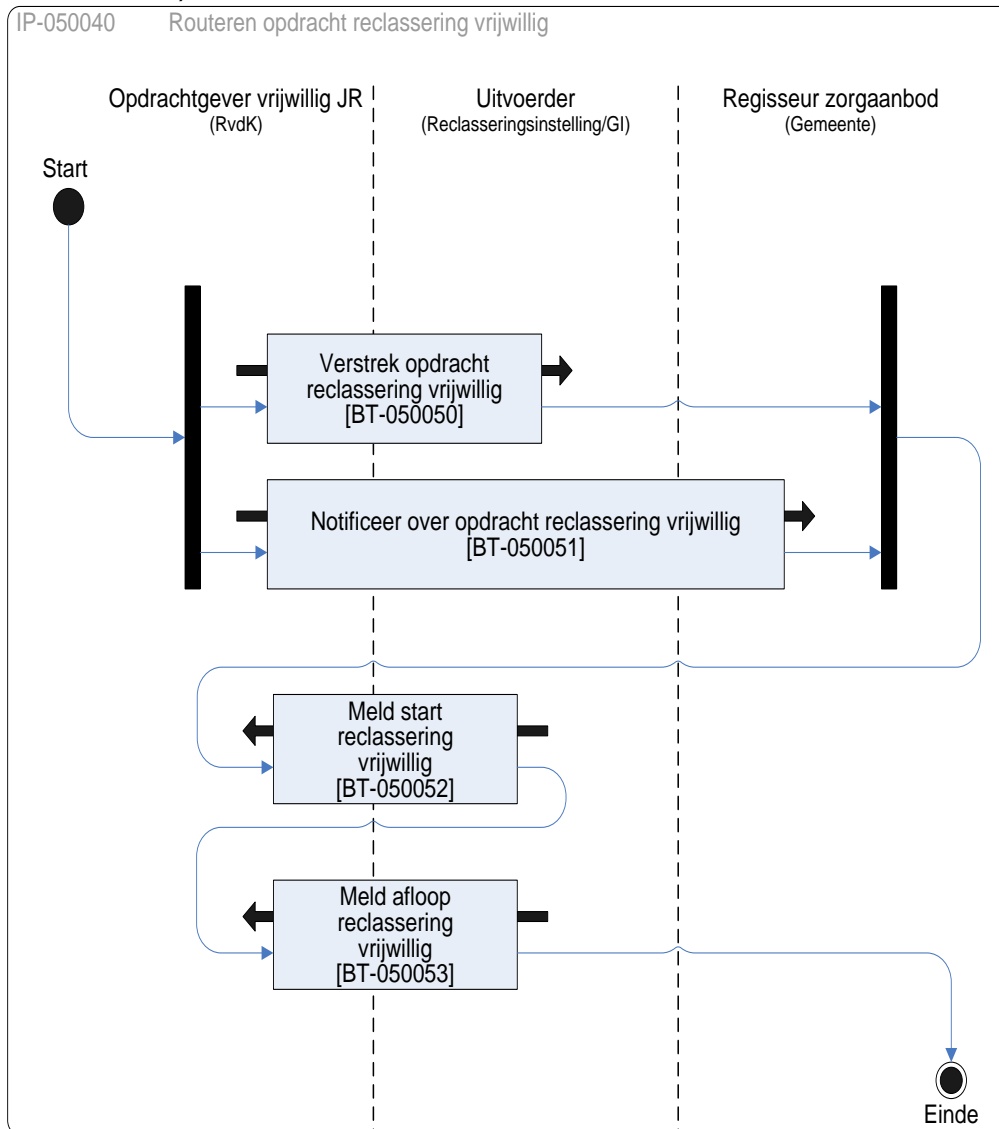 IP-050040 Routeren opdracht reclassering vrijwillig
Opdrachtgever vrijwillig JR
(RvdK)
Uitvoerder
(Reclasseringsinstelling/GI)
Regisseur zorgaanbod
(Gemeente)
Start
Verstrek opdracht
reclassering vrijwillig
[BT-050050]
Notificeer over opdracht reclassering vrijwillig
[BT-050051]
Meld start
reclassering
vrijwillig
[BT-050052]
Meld afloop
reclassering
vrijwillig
[BT-050053]
Einde